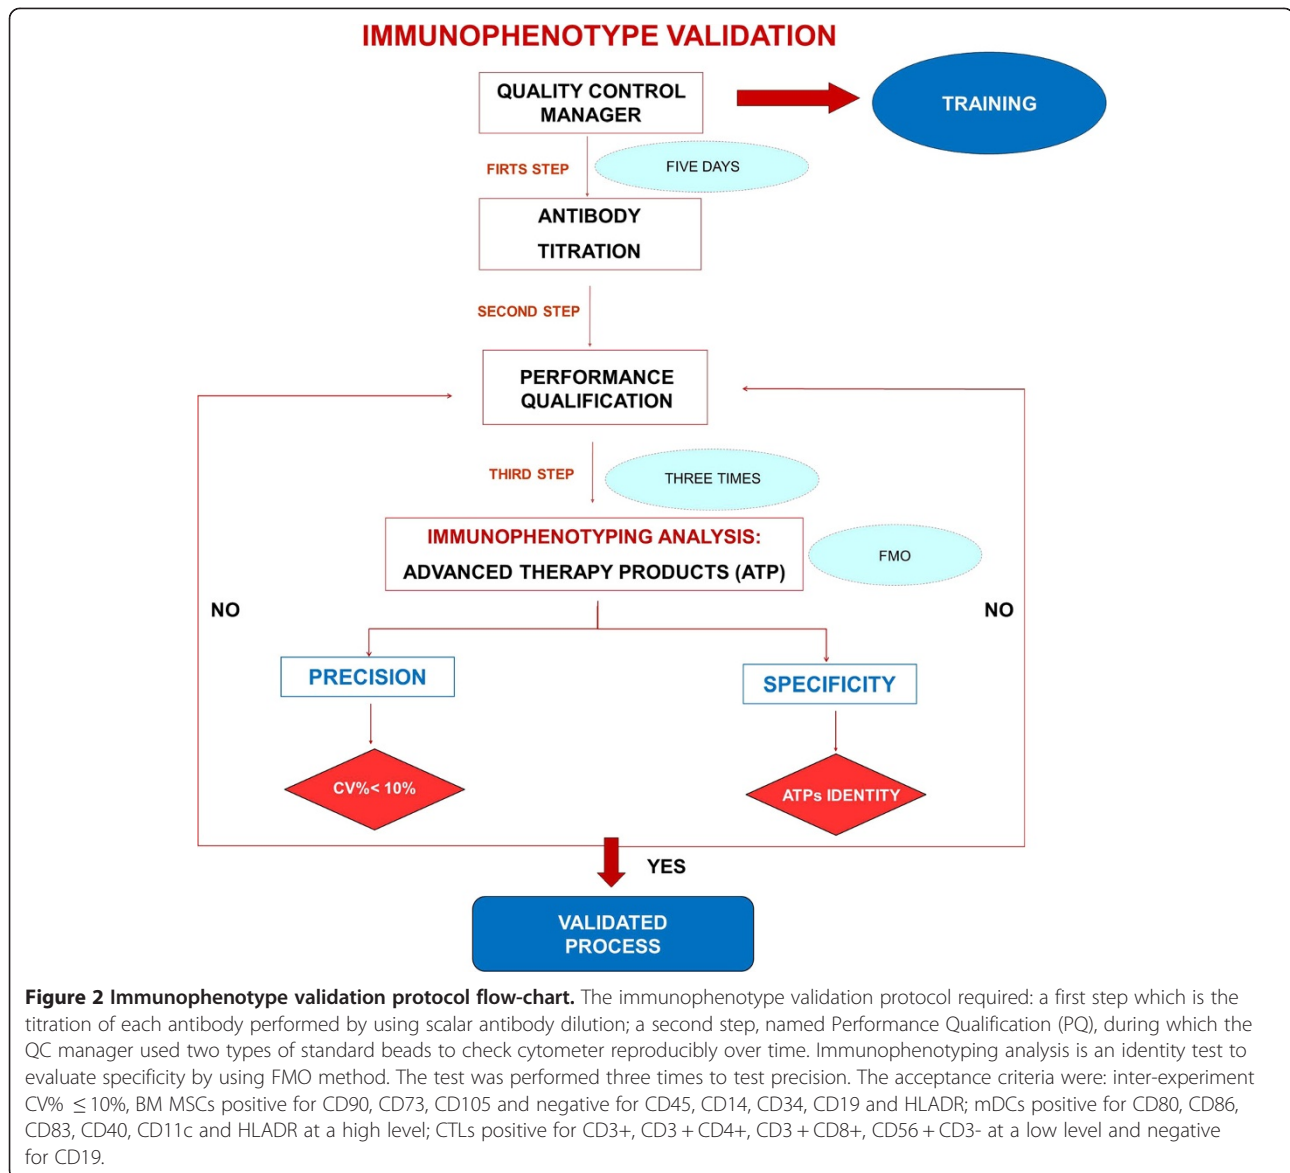 IMMUNOPHENOTYPE VALIDATION
QUALITY CONTROL
MANAGER
TRAINING
FIRTS STEP
FIVE DAYS
ANTIBODY
TITRATION
SECOND STEP
PERFORMANCE
QUALIFICATION
THIRD STEP
THREE TIMES
IMMUNOPHENOTYPING ANALYSIS:
ADVANCED THERAPY PRODUCTS (ATP)
FMO
NO
NO
PRECISION
SPECIFICITY
CV%< 10%
ATPs IDENTITY
YES
VALIDATED
PROCESS
Figure 2 Immunophenotype validation protocol flow-chart. The immunophenotype validation protocol required: a first step which is the
titration of each antibody performed by using scalar antibody dilution; a second step, named Performance Qualification (PQ), during which the
QC manager used two types of standard beads to check cytometer reproducibly over time. Immunophenotyping analysis is an identity test to
evaluate specificity by using FMO method. The test was performed three times to test precision. The acceptance criteria were: inter-experiment
CV% ≤ 10%, BM MSCs positive for CD90, CD73, CD105 and negative for CD45, CD14, CD34, CD19 and HLADR; mDCs positive for CD80, CD86,
CD83, CD40, CD11c and HLADR at a high level; CTLs positive for CD3+, CD3 + CD4+, CD3 + CD8+, CD56 + CD3- at a low level and negative
for CD19.